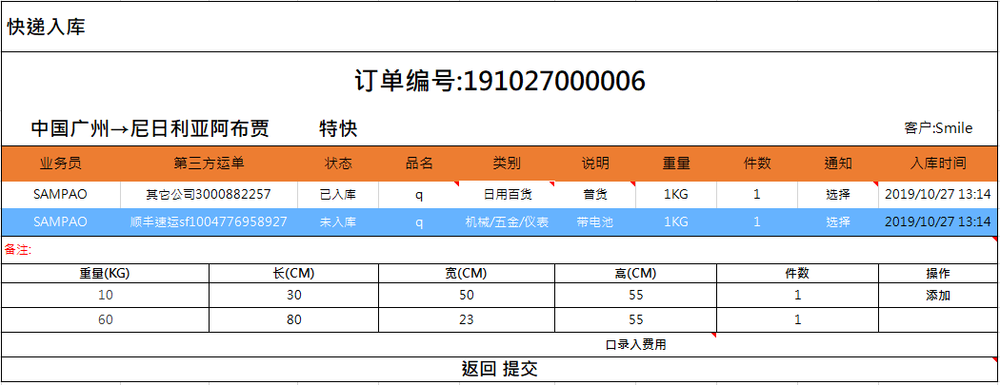 快递入库
订单编号:191027000006
中国广州→尼日利亚阿布贾 特快 客户:Smile
业务员 第三方运单 状态 品名 类别 说明 重量 件数 通知 入库时间
SAMPAO 其它公司3000882257 已入库 q 日用百货 普货 1KG 1 选择 2019/10/27 13:14
SAMPAO 顺丰速运sf1004776958927 未入库 q 机械/五金/仪表 带电池 1KG 1 选择 2019/10/27 13:14
备注:
重量(KG) 长(CM) 宽(CM) 高(CM) 件数 操作
10 30 50 55 1 添加
60 80 23 55 1
口录入费用
返回 提交